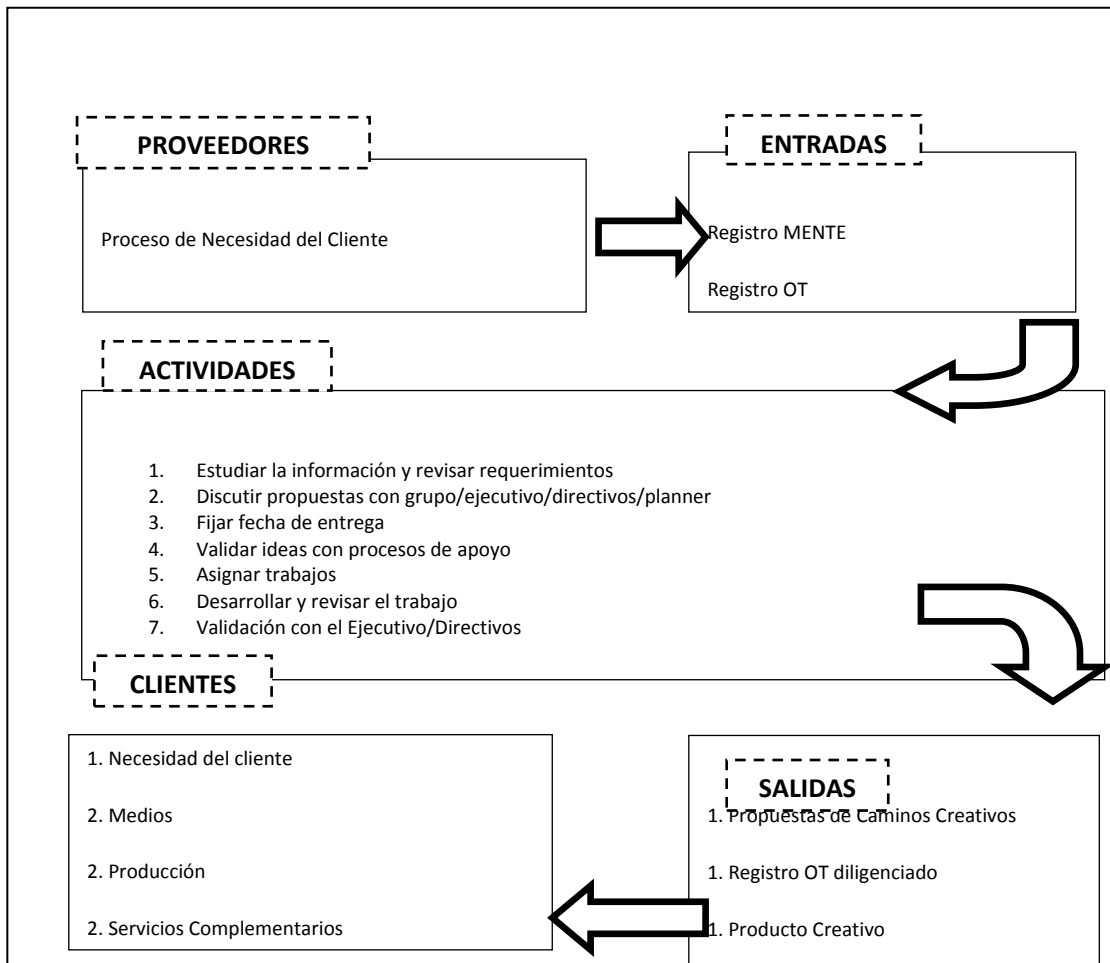 PROVEEDORES
Proceso de Necesidad del Cliente
ENTRADAS
Registro MENTE
Registro OT
ACTIVIDADES
1. Estudiar la información y revisar requerimientos
2. Discutir propuestas con grupo/ejecutivo/directivos/planner
3. Fijar fecha de entrega
4. Validar ideas con procesos de apoyo
5. Asignar trabajos
6. Desarrollar y revisar el trabajo
7. Validación con el Ejecutivo/Directivos
CLIENTES
1. Necesidad del cliente
2. Medios
2. Producción
2. Servicios Complementarios
SALIDAS
1. Propuestas de Caminos Creativos
1. Registro OT diligenciado
1. Producto Creativo